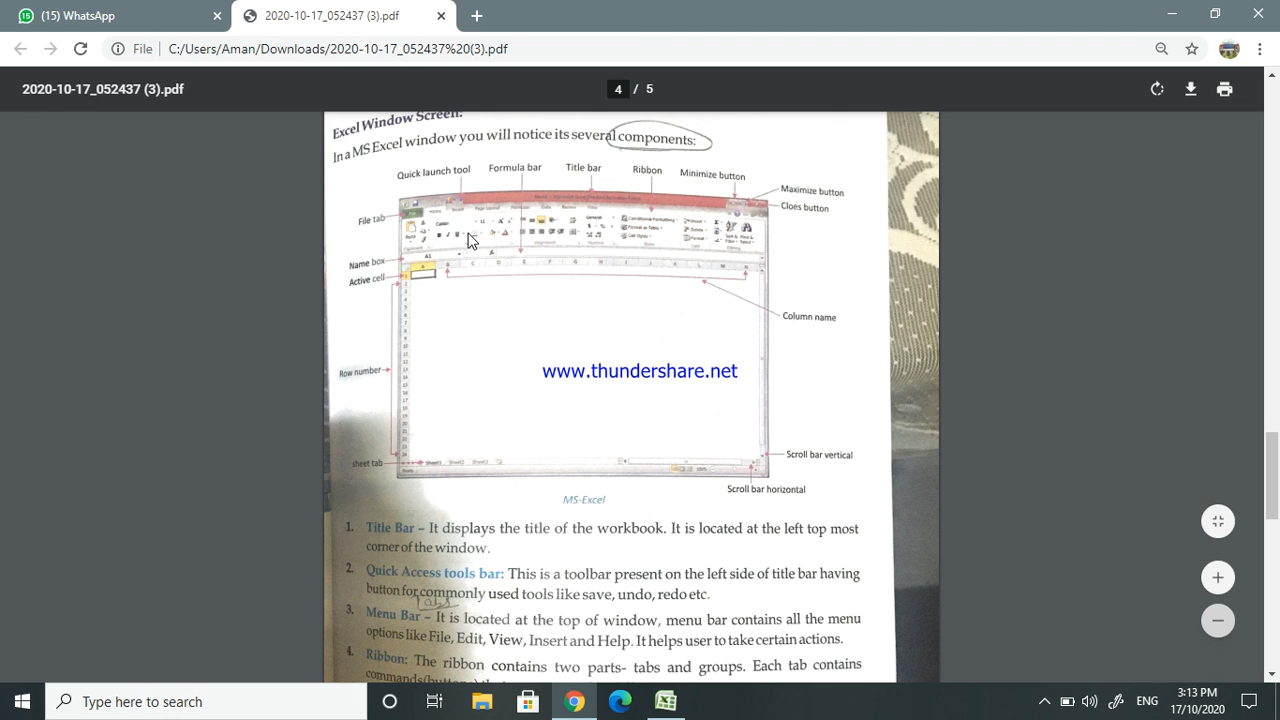 (15) WhatsApp
2020-10-17_052437 (3).pdf
File
C:/Users/Aman/Downloads/2020-10-17_052437%20(3).pdf
2020-10-17_052437 (3).pdf
4 / 5
Excel Window Screen:
In a MS Excel window you will notice its several components:
Quick launch tool
Formula bar
Title bar
Ribbon
Minimize button
Maximize button
Cloes button
File tab
Name box
A1
Active cell
Column name
Row number
www.thundershare.net
sheet tab
Sheet1 Sheet2 Sheet3
Scroll bar vertical
Scroll bar horizontal
MS-Excel
1. Title Bar – It displays the title of the workbook. It is located at the left top most
corner of the window.
2. Quick Access tools bar: This is a toolbar present on the left side of title bar having
button for commonly used tools like save, undo, redo etc.
Tabs
3. Menu Bar – It is located at the top of window, menu bar contains all the menu
options like File, Edit, View, Insert and Help. It helps user to take certain actions.
4. Ribbon: The ribbon contains two parts- tabs and groups. Each tab contains
Type here to search
ENG
3:13 PM
17/10/2020